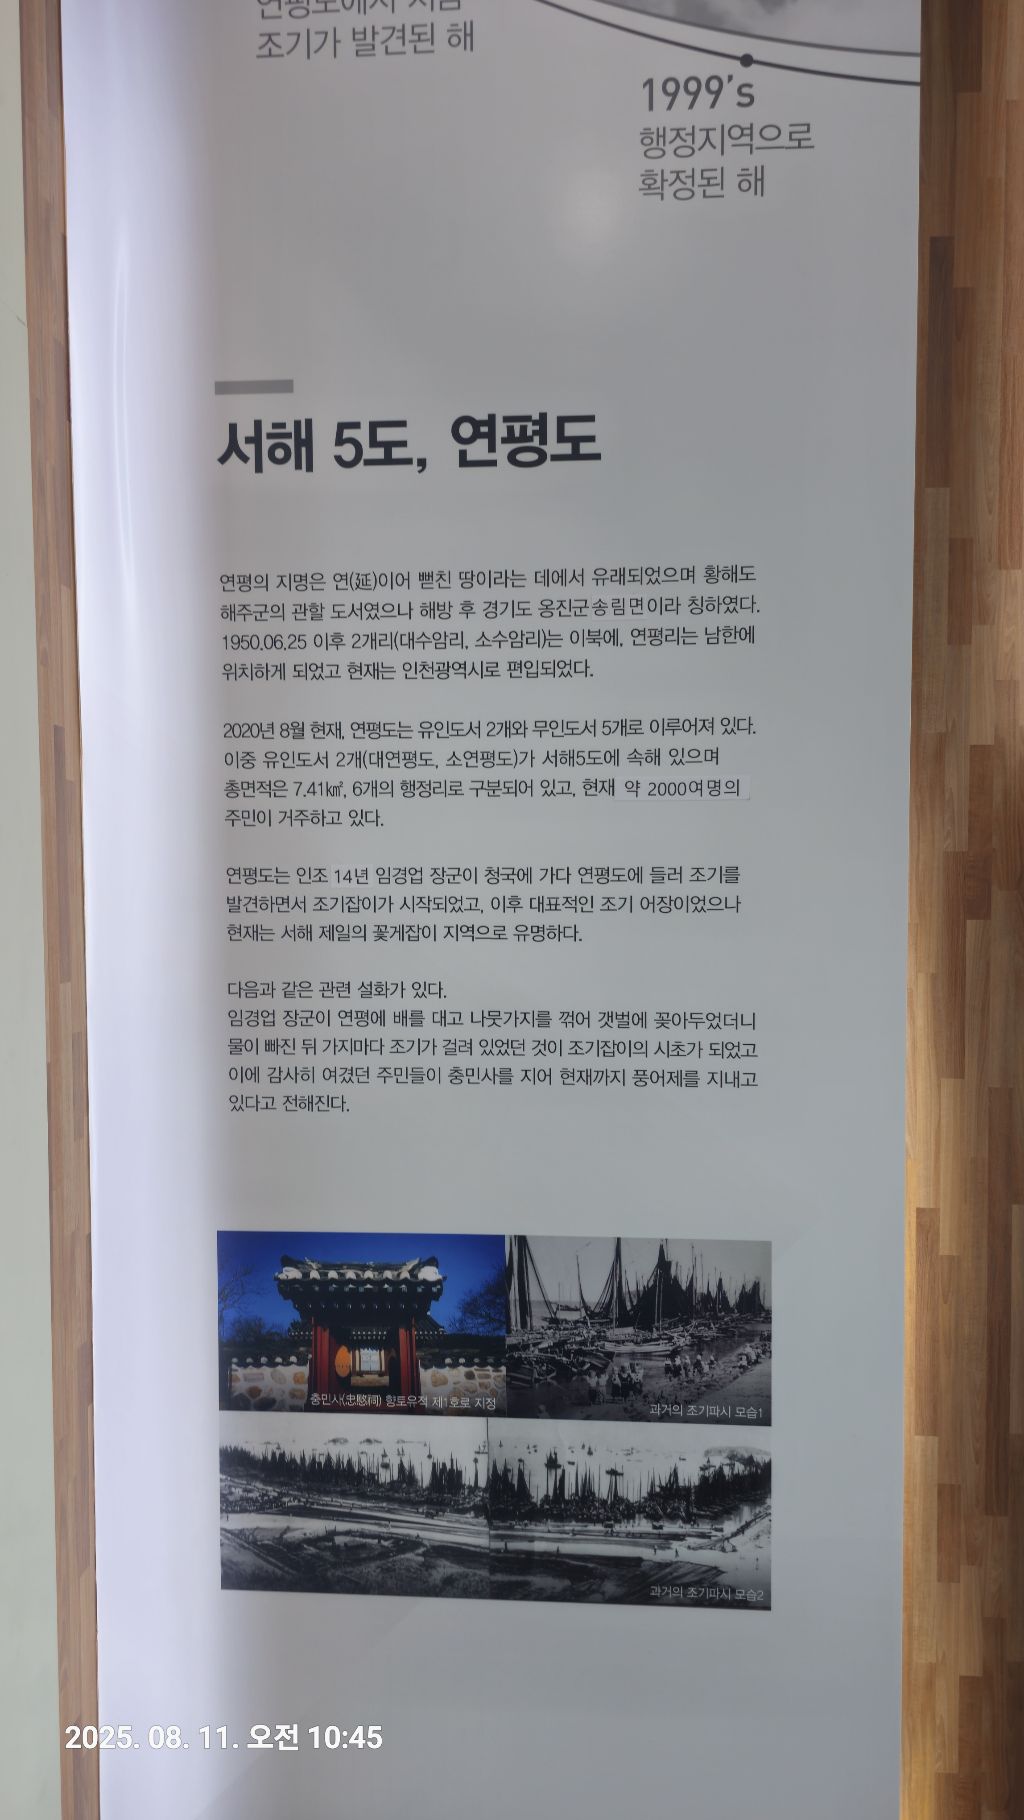 연평도에서 처음
조기가 발견된 해
1999's
행정지역으로
확정된 해
서해 5도, 연평도
연평의 지명은 연(延)이어 뻗친 땅이라는 데에서 유래되었으며 황해도
해주군의 관할 도서였으나 해방 후 경기도 옹진군 송림면이라 칭하였다.
1950.06.25 이후 2개리(대수압리, 소수압리)는 이북에, 연평리는 남한에
위치하게 되었고 현재는 인천광역시로 편입되었다.
2020년 8월 현재, 연평도는 유인도서 2개와 무인도서 5개로 이루어져 있다.
이중 유인도서 2개(대연평도, 소연평도)가 서해5도에 속해 있으며
총면적은 7.41㎢, 6개의 행정리로 구분되어 있고, 현재 약 2000여명의
주민이 거주하고 있다.
연평도는 인조 14년 임경업 장군이 청국에 가다 연평도에 들러 조기를
발견하면서 조기잡이가 시작되었고, 이후 대표적인 조기 어장이었으나
현재는 서해 제일의 꽃게잡이 지역으로 유명하다.
다음과 같은 관련 설화가 있다.
임경업 장군이 연평에 배를 대고 나뭇가지를 꺾어 갯벌에 꽂아두었더니
물이 빠진 뒤 가지마다 조기가 걸려 있었던 것이 조기잡이의 시초가 되었고
이에 감사히 여겼던 주민들이 충민사를 지어 현재까지 풍어제를 지내고
있다고 전해진다.
충민사(忠愍祠) 향토유적 제1호로 지정
과거의 조기파시 모습1
과거의 조기파시 모습2
2025. 08. 11. 오전 10:45